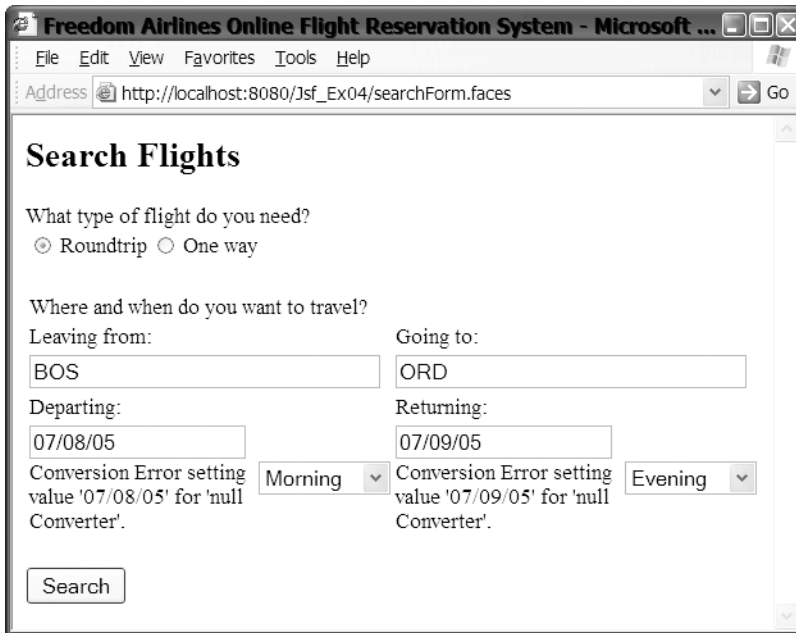 Freedom Airlines Online Flight Reservation System - Microsoft ...
File Edit View Favorites Tools Help
Address http://localhost:8080/Jsf_Ex04/searchForm.faces Go
Search Flights
What type of flight do you need?
Roundtrip One way
Where and when do you want to travel?
Leaving from: Going to:
BOS ORD
Departing: Returning:
07/08/05 07/09/05
Conversion Error setting Morning Conversion Error setting Evening
value '07/08/05' for 'null value '07/09/05' for 'null
Converter'. Converter'.
Search